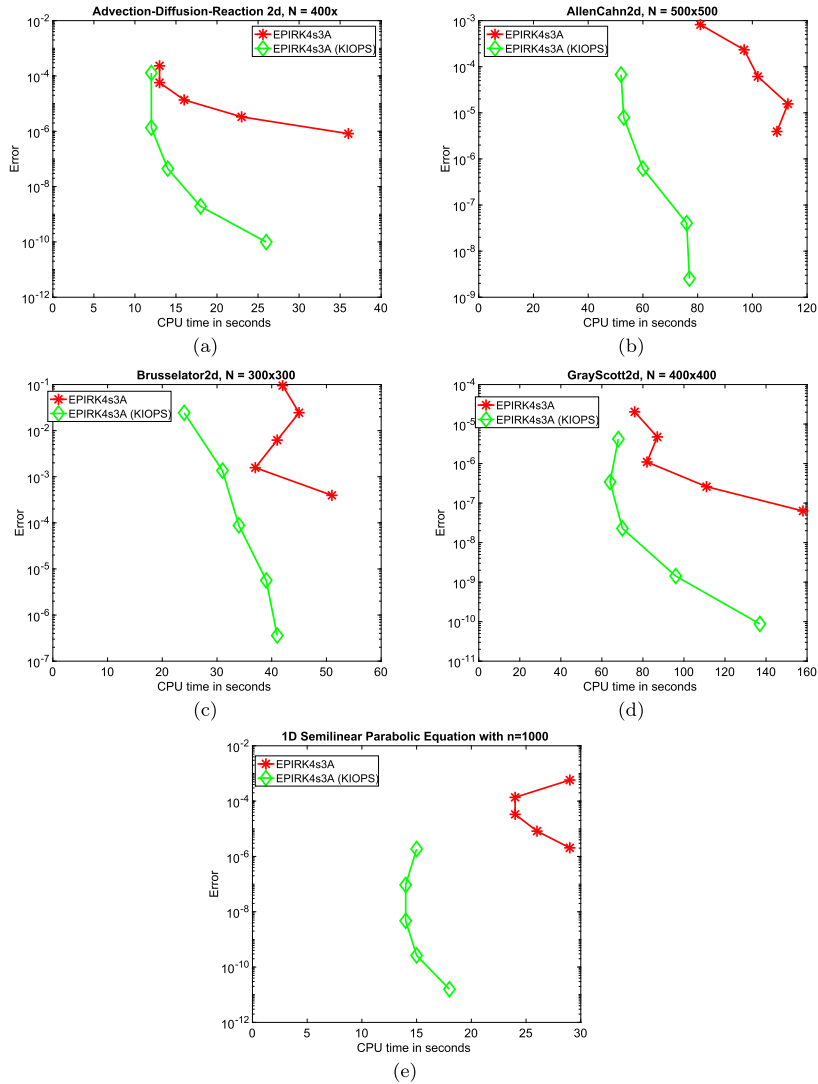 Advection-Diffusion-Reaction 2d, N = 400x
EPIRK4s3A
EPIRK4s3A (KIOPS)
10^-4
10^-6
10^-8
10^-10
10^-12
Error
0 5 10 15 20 25 30 35 40
CPU time in seconds
(a)
AllenCahn2d, N = 500x500
EPIRK4s3A
EPIRK4s3A (KIOPS)
10^-3
10^-4
10^-5
10^-6
10^-7
10^-8
10^-9
Error
0 20 40 60 80 100 120
CPU time in seconds
(b)
Brusselator2d, N = 300x300
EPIRK4s3A
EPIRK4s3A (KIOPS)
10^-1
10^-2
10^-3
10^-4
10^-5
10^-6
10^-7
Error
0 10 20 30 40 50 60
CPU time in seconds
(c)
GrayScott2d, N = 400x400
EPIRK4s3A
EPIRK4s3A (KIOPS)
10^-4
10^-5
10^-6
10^-7
10^-8
10^-9
10^-10
10^-11
Error
0 20 40 60 80 100 120 140 160
CPU time in seconds
(d)
1D Semilinear Parabolic Equation with n=1000
EPIRK4s3A
EPIRK4s3A (KIOPS)
10^-2
10^-4
10^-6
10^-8
10^-10
10^-12
Error
0 5 10 15 20 25 30
CPU time in seconds
(e)